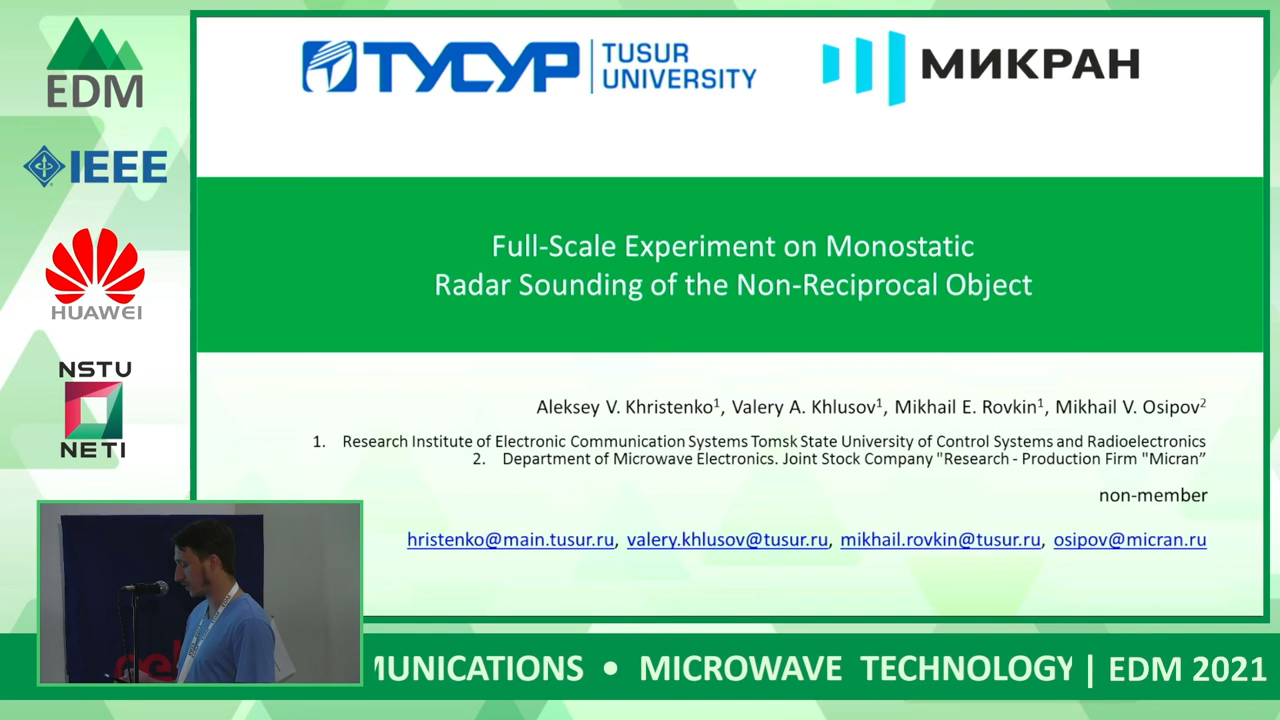 EDM
IEEE
HUAWEI
NSTU
NETI
ТУСУР
TUSUR
UNIVERSITY
МИКРАН
Full-Scale Experiment on Monostatic
Radar Sounding of the Non-Reciprocal Object
Aleksey V. Khristenko1, Valery A. Khlusov1, Mikhail E. Rovkin1, Mikhail V. Osipov2
1. Research Institute of Electronic Communication Systems Tomsk State University of Control Systems and Radioelectronics
2. Department of Microwave Electronics. Joint Stock Company "Research - Production Firm "Micran”
non-member
hristenko@main.tusur.ru, valery.khlusov@tusur.ru, mikhail.rovkin@tusur.ru, osipov@micran.ru
MUNICATIONS • MICROWAVE TECHNOLOGY | EDM 2021